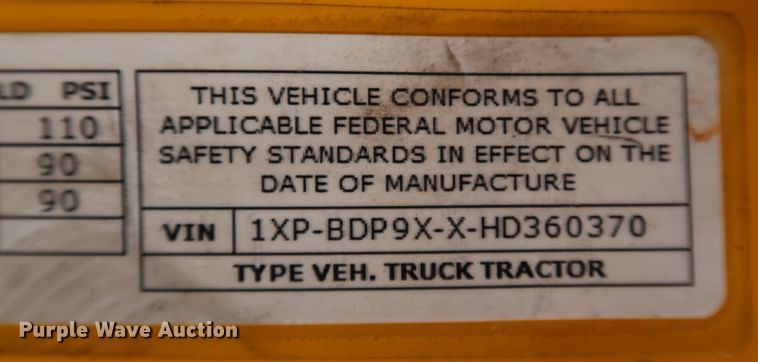 LD PSI
110
90
90
THIS VEHICLE CONFORMS TO ALL
APPLICABLE FEDERAL MOTOR VEHICLE
SAFETY STANDARDS IN EFFECT ON THE
DATE OF MANUFACTURE
VIN 1XP-BDP9X-X-HD360370
TYPE VEH. TRUCK TRACTOR
Purple Wave Auction